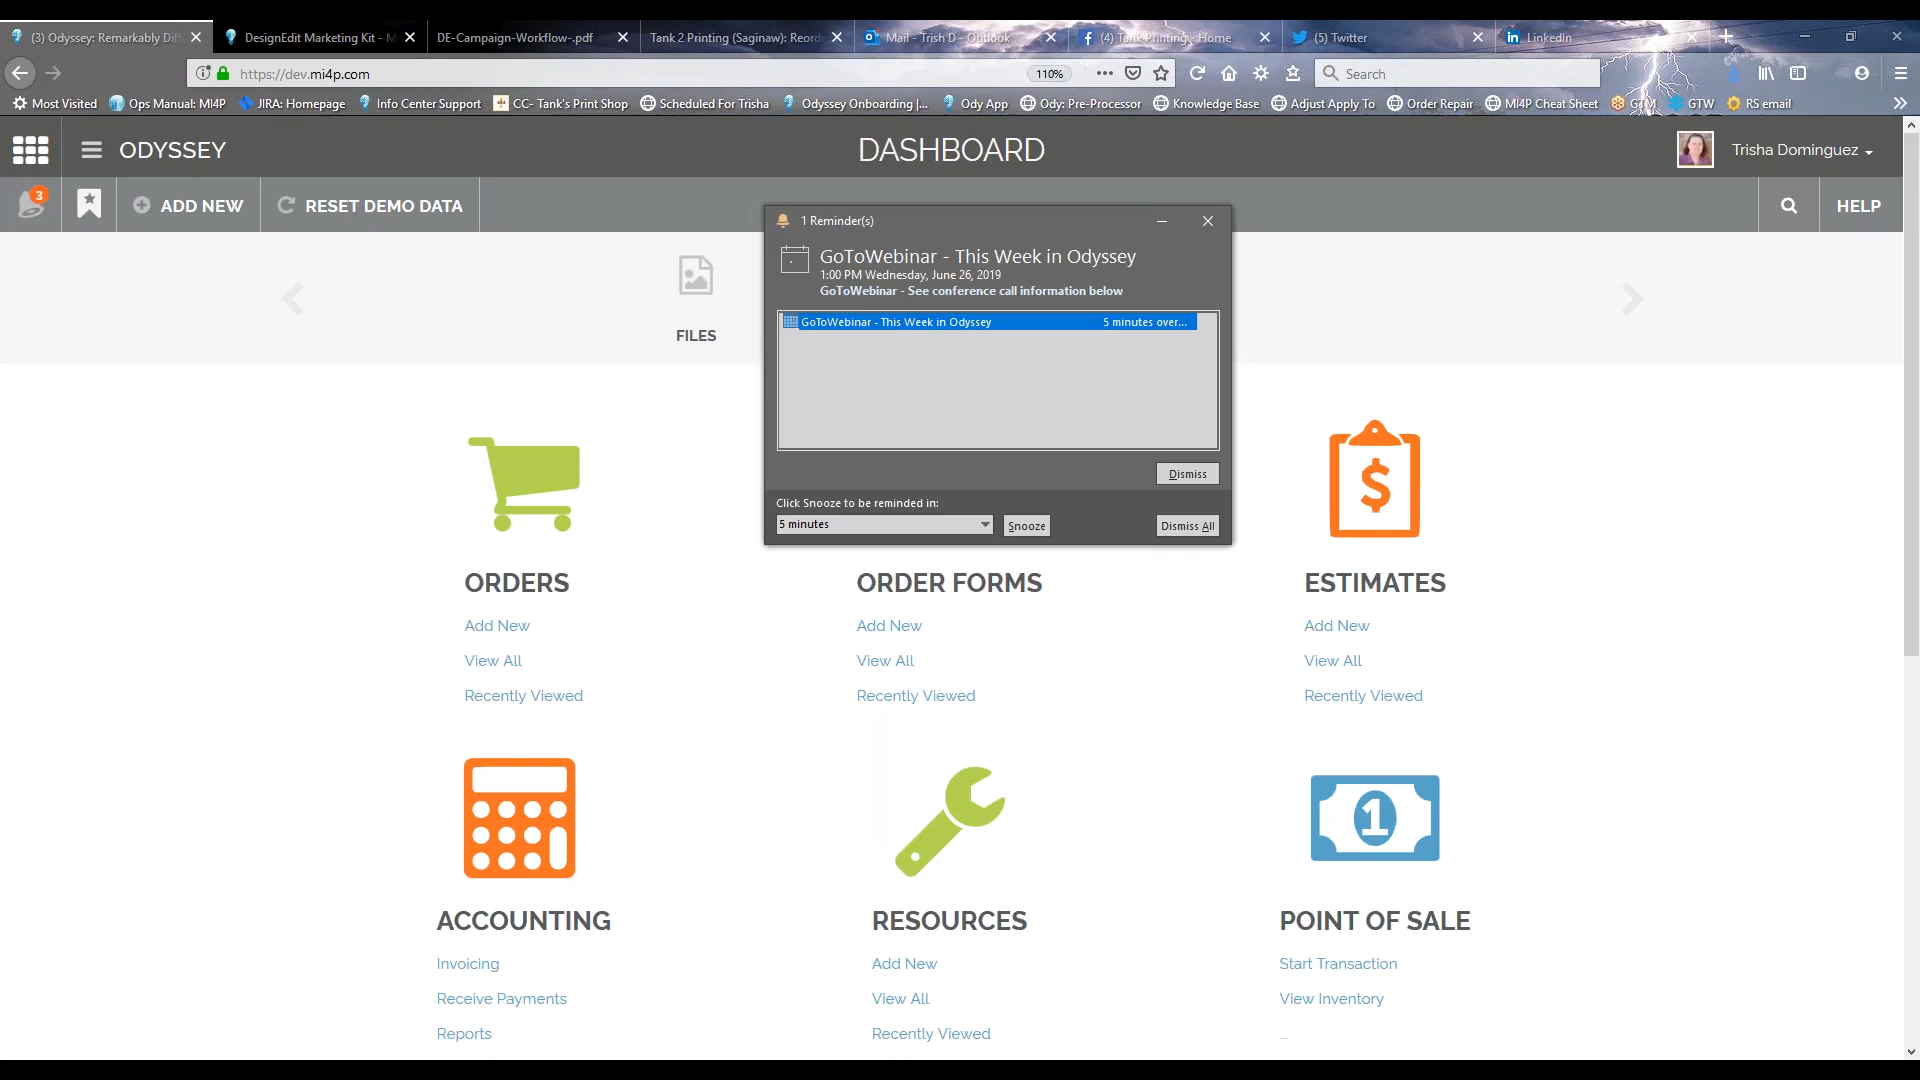 (3) Odyssey: Remarkably Diff
DesignEdit Marketing Kit - M
DE-Campaign-Workflow-.pdf
Tank 2 Printing (Saginaw): Reord
Mail - Trish D - Outlook
(4) Tank Printing - Home
(5) Twitter
LinkedIn
https://dev.mi4p.com
110%
Search
Most Visited
Ops Manual: MI4P
JIRA: Homepage
Info Center Support
CC- Tank's Print Shop
Scheduled For Trisha
Odyssey Onboarding |...
Ody App
Ody: Pre-Processor
Knowledge Base
Adjust Apply To
Order Repair
MI4P Cheat Sheet
GTM
GTW
RS email
ODYSSEY
DASHBOARD
Trisha Dominguez
3
ADD NEW
RESET DEMO DATA
HELP
FILES
1 Reminder(s)
GoToWebinar - This Week in Odyssey
1:00 PM Wednesday, June 26, 2019
GoToWebinar - See conference call information below
GoToWebinar - This Week in Odyssey 5 minutes over...
Dismiss
Click Snooze to be reminded in:
5 minutes
Snooze
Dismiss All
ORDERS
Add New
View All
Recently Viewed
ORDER FORMS
Add New
View All
Recently Viewed
$
ESTIMATES
Add New
View All
Recently Viewed
ACCOUNTING
Invoicing
Receive Payments
Reports
RESOURCES
Add New
View All
Recently Viewed
1
POINT OF SALE
Start Transaction
View Inventory
...